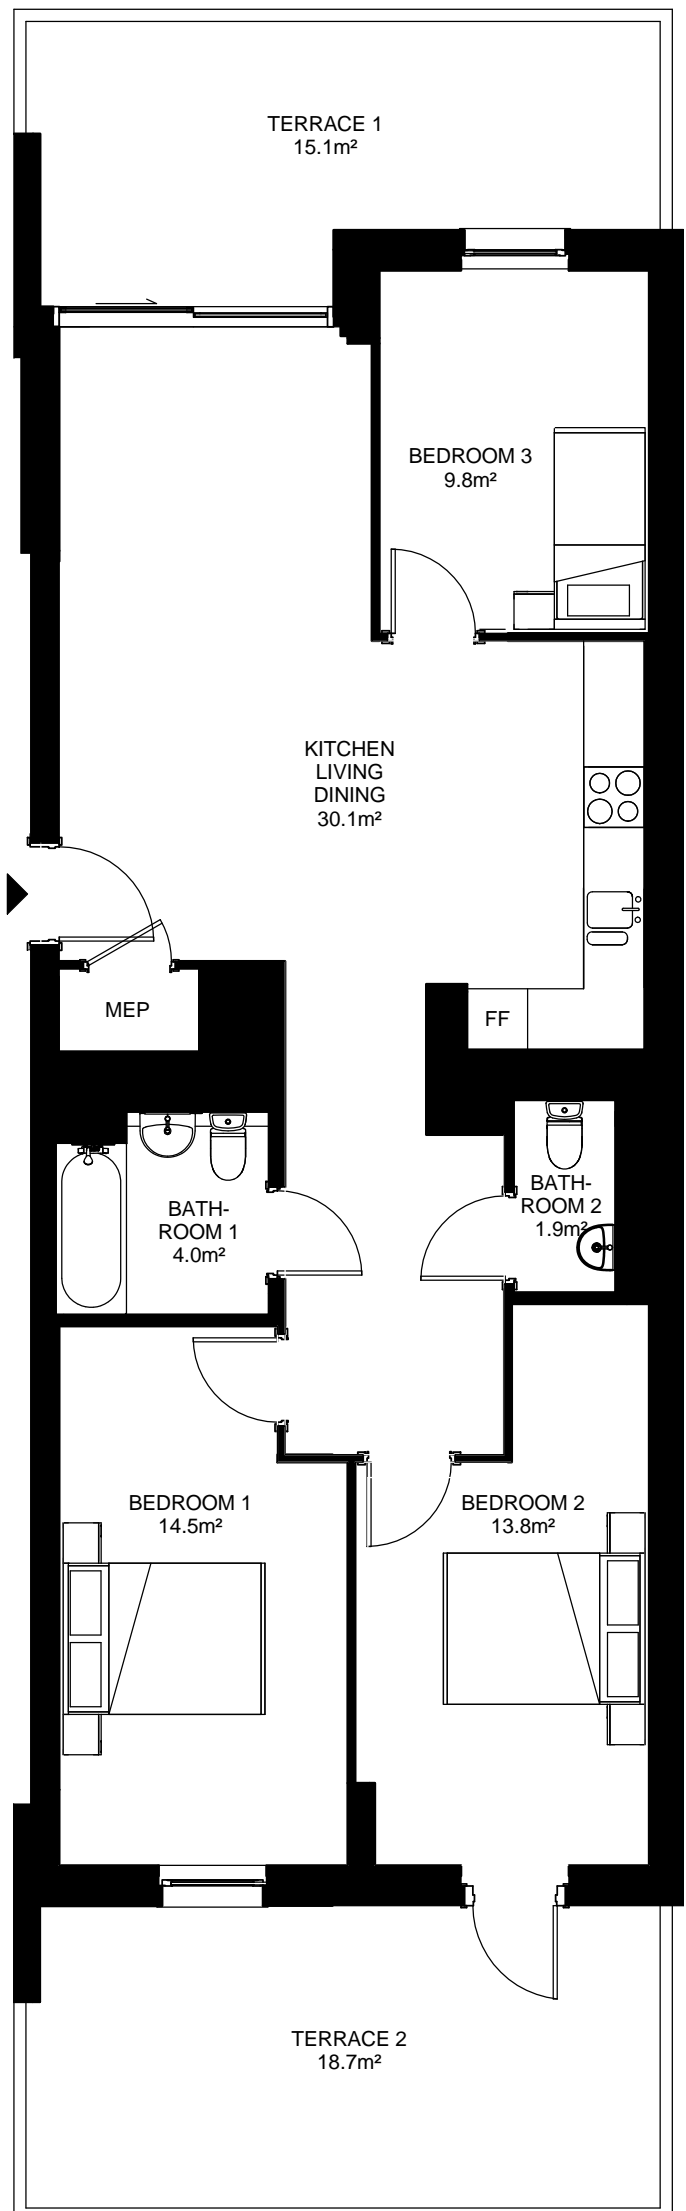 TERRACE 1
15.1m²
BEDROOM 3
9.8m²
KITCHEN
LIVING
DINING
30.1m²
MEP
FF
BATH-
ROOM 1
4.0m²
BATH-
ROOM 2
1.9m²
BEDROOM 1
14.5m²
BEDROOM 2
13.8m²
TERRACE 2
18.7m²